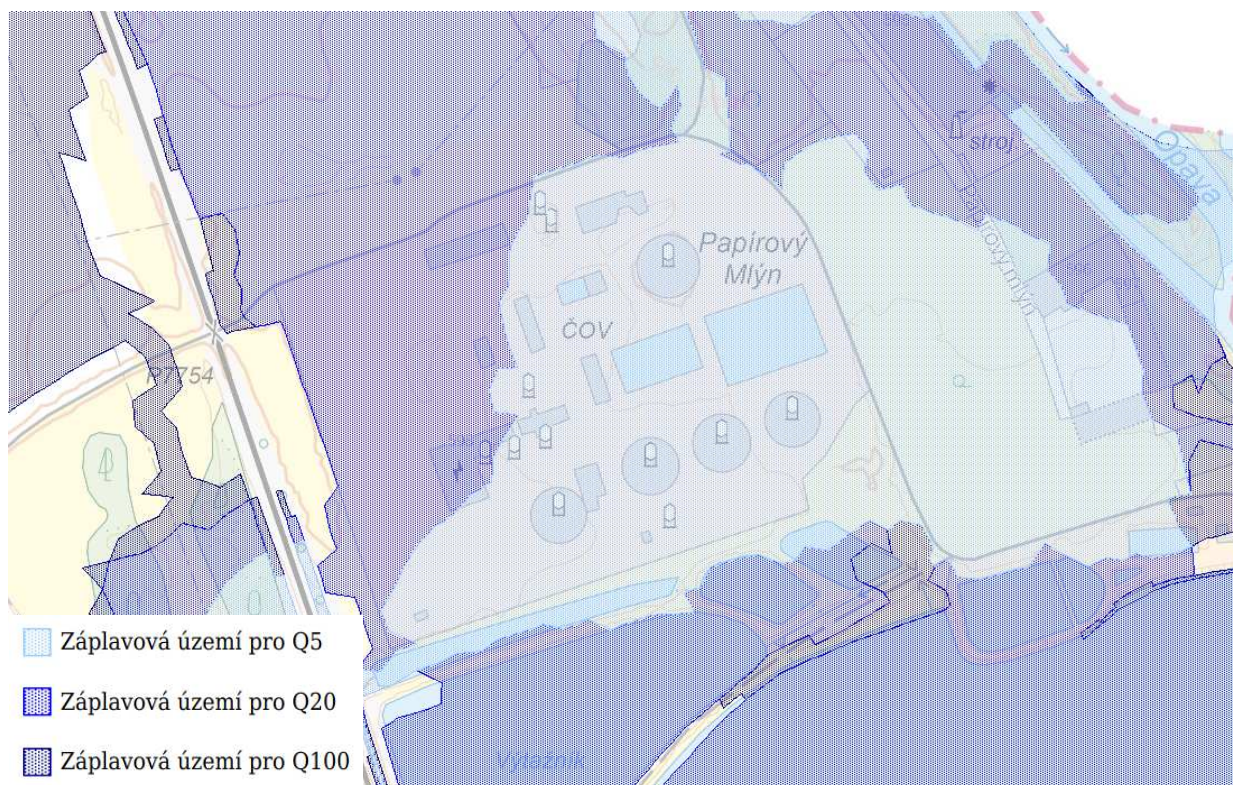 stroj
Opava
Papírový
Mlýn
Papírový mlýn
ČOV
P7754
Výtažník
Záplavová území pro Q5
Záplavová území pro Q20
Záplavová území pro Q100